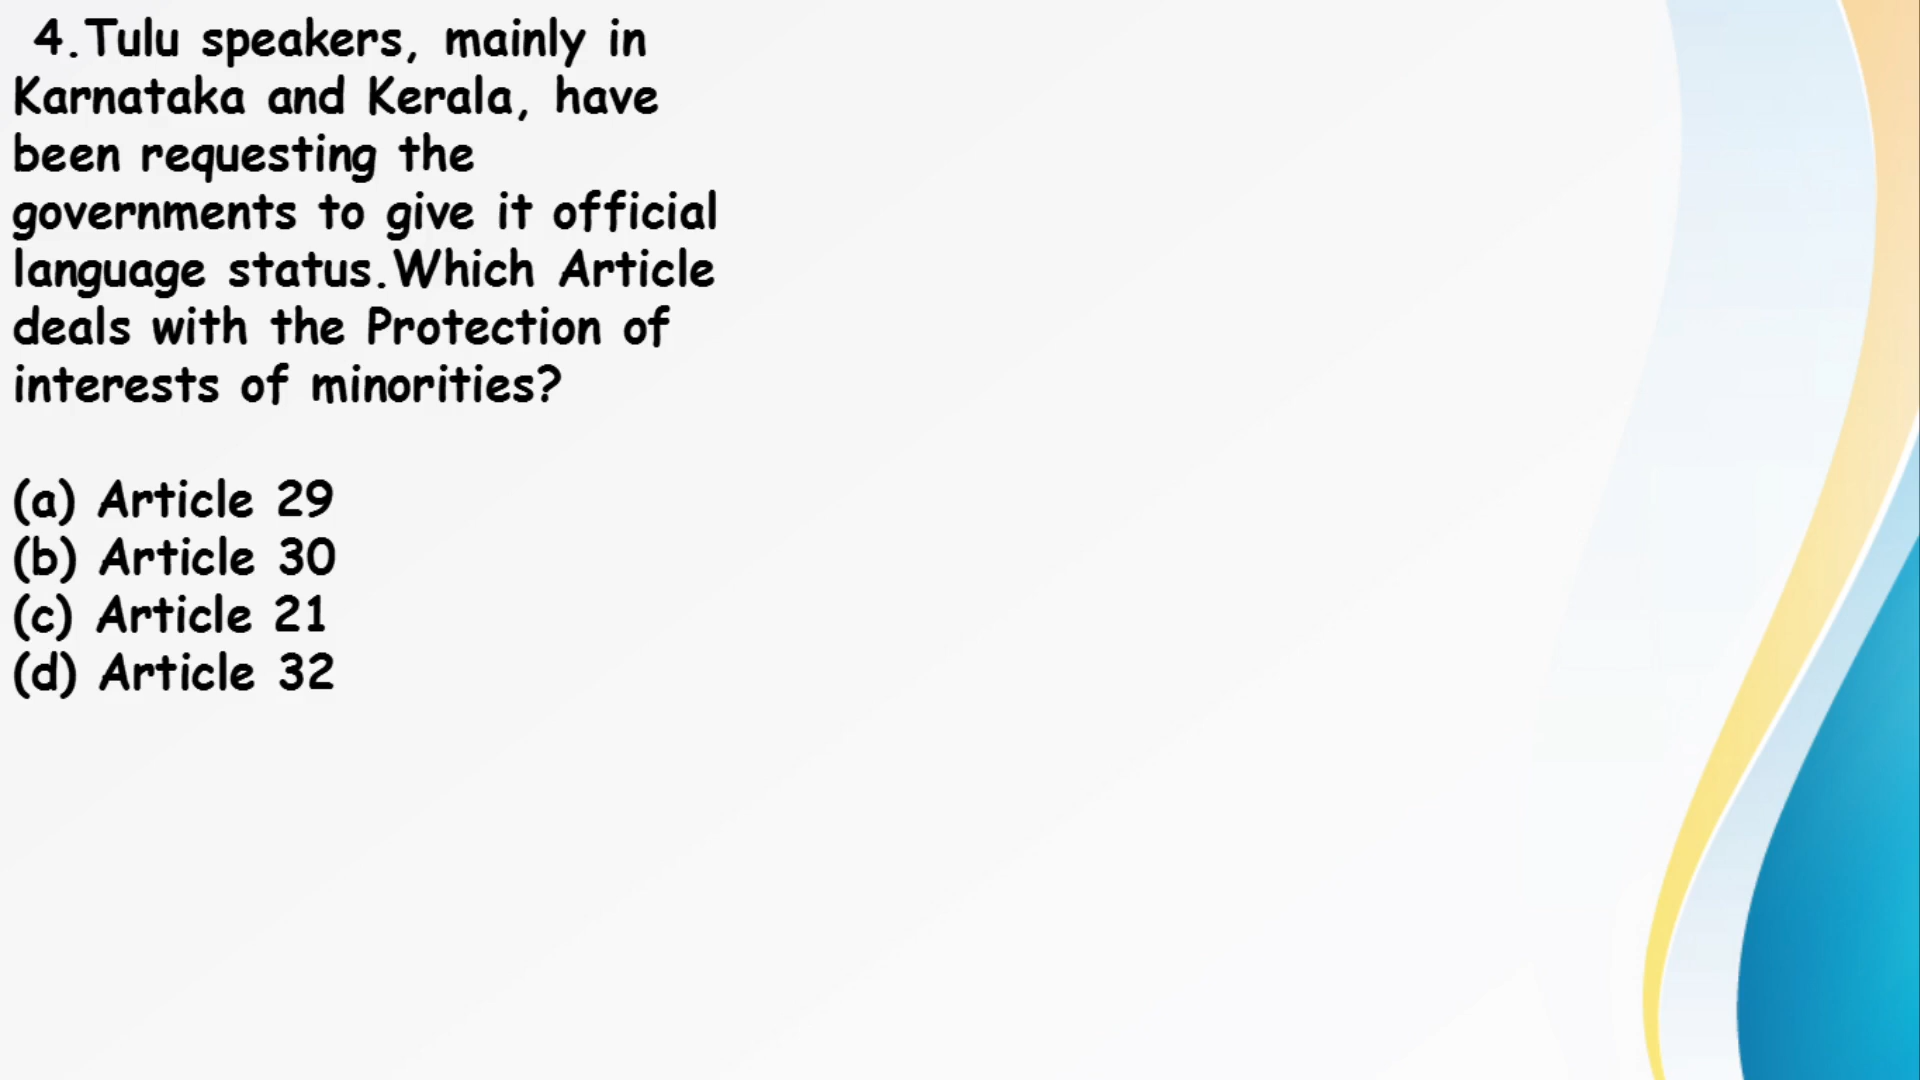 4.Tulu speakers, mainly in
Karnataka and Kerala, have
been requesting the
governments to give it official
language status.Which Article
deals with the Protection of
interests of minorities?
(a) Article 29
(b) Article 30
(c) Article 21
(d) Article 32